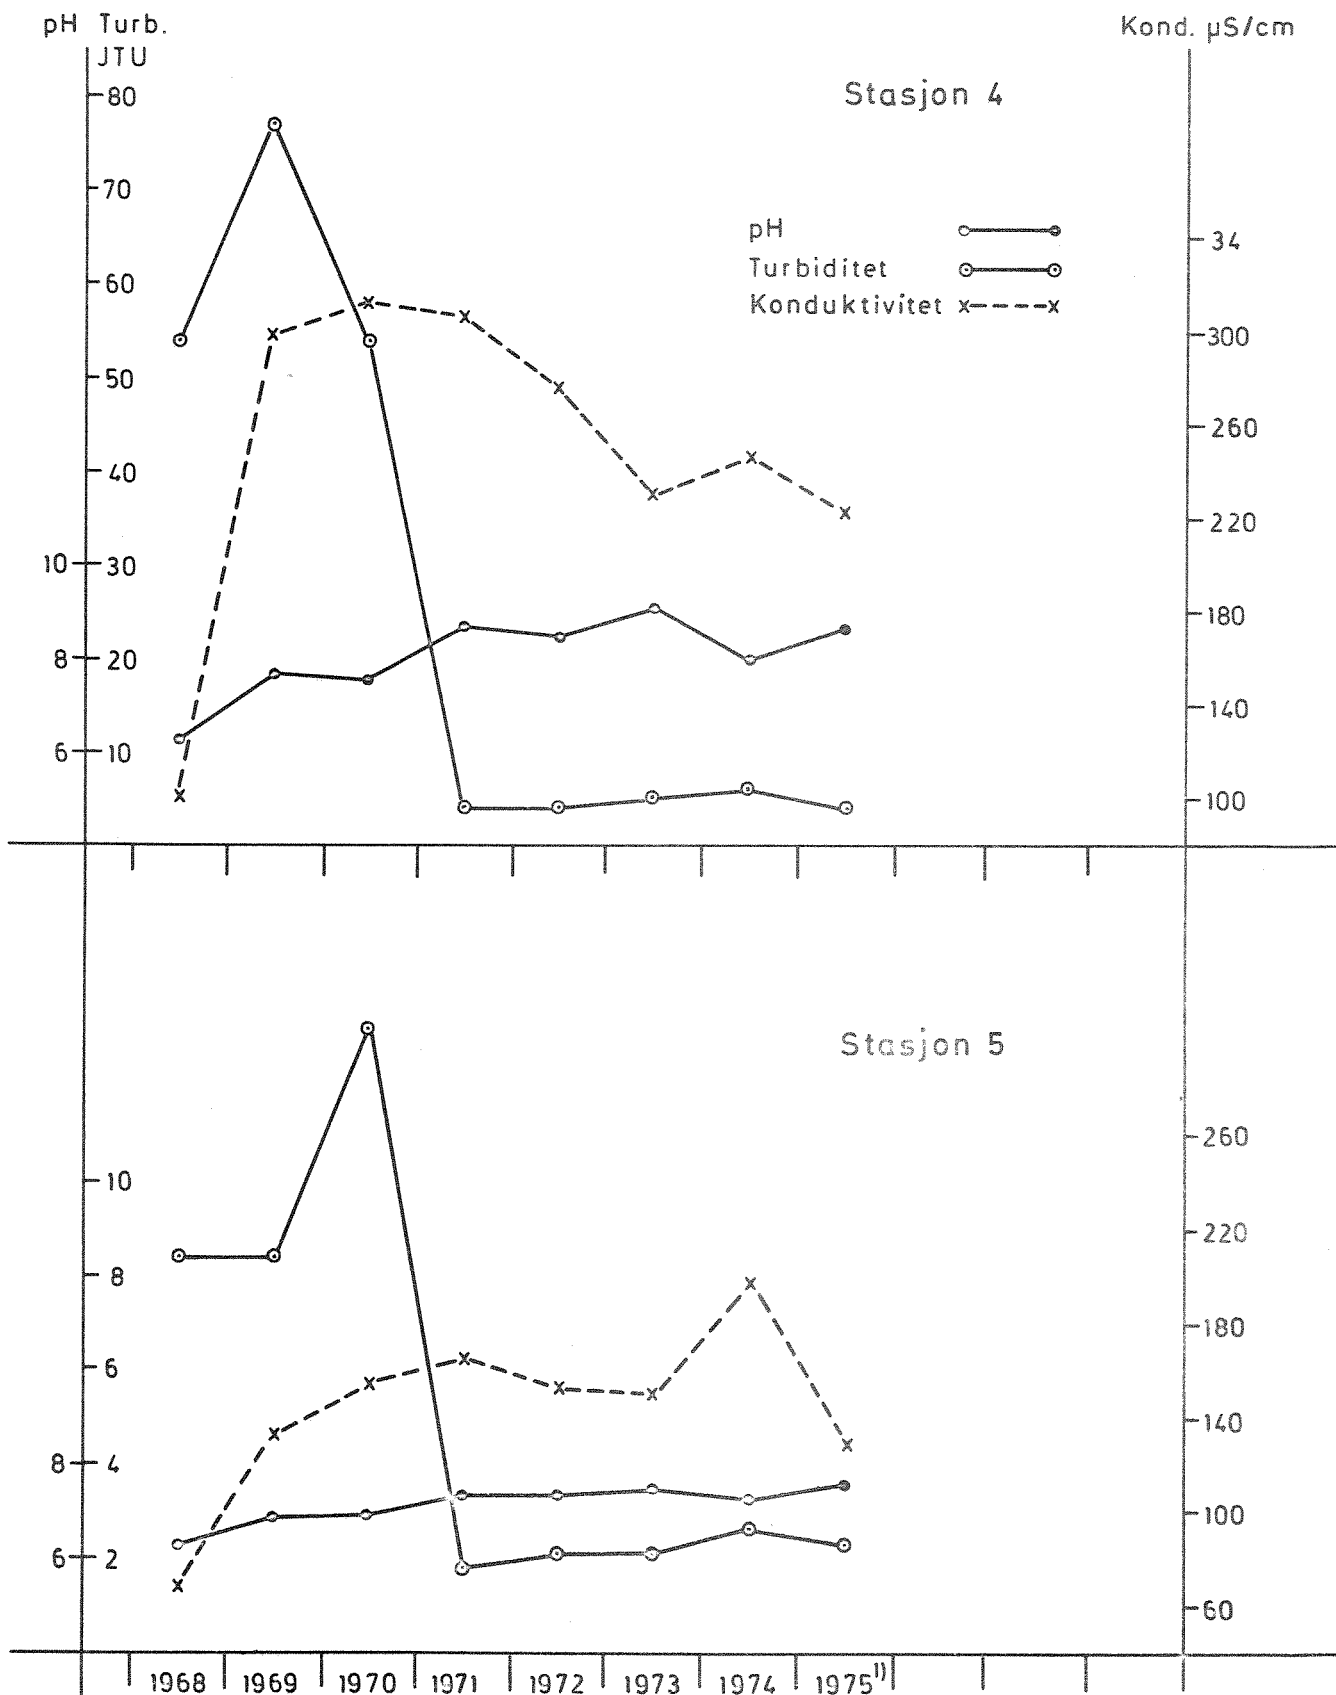 pH Turb.
JTU
Kond. µS/cm
Stasjon 4
80
70
60
50
40
10 30
8 20
6 10
pH
Turbiditet
Konduktivitet x x
34
300
260
220
180
140
100
Stasjon 5
10
8
6
8 4
6 2
260
220
180
140
100
60
1968 1969 1970 1971 1972 1973 1974 1975¹⁾